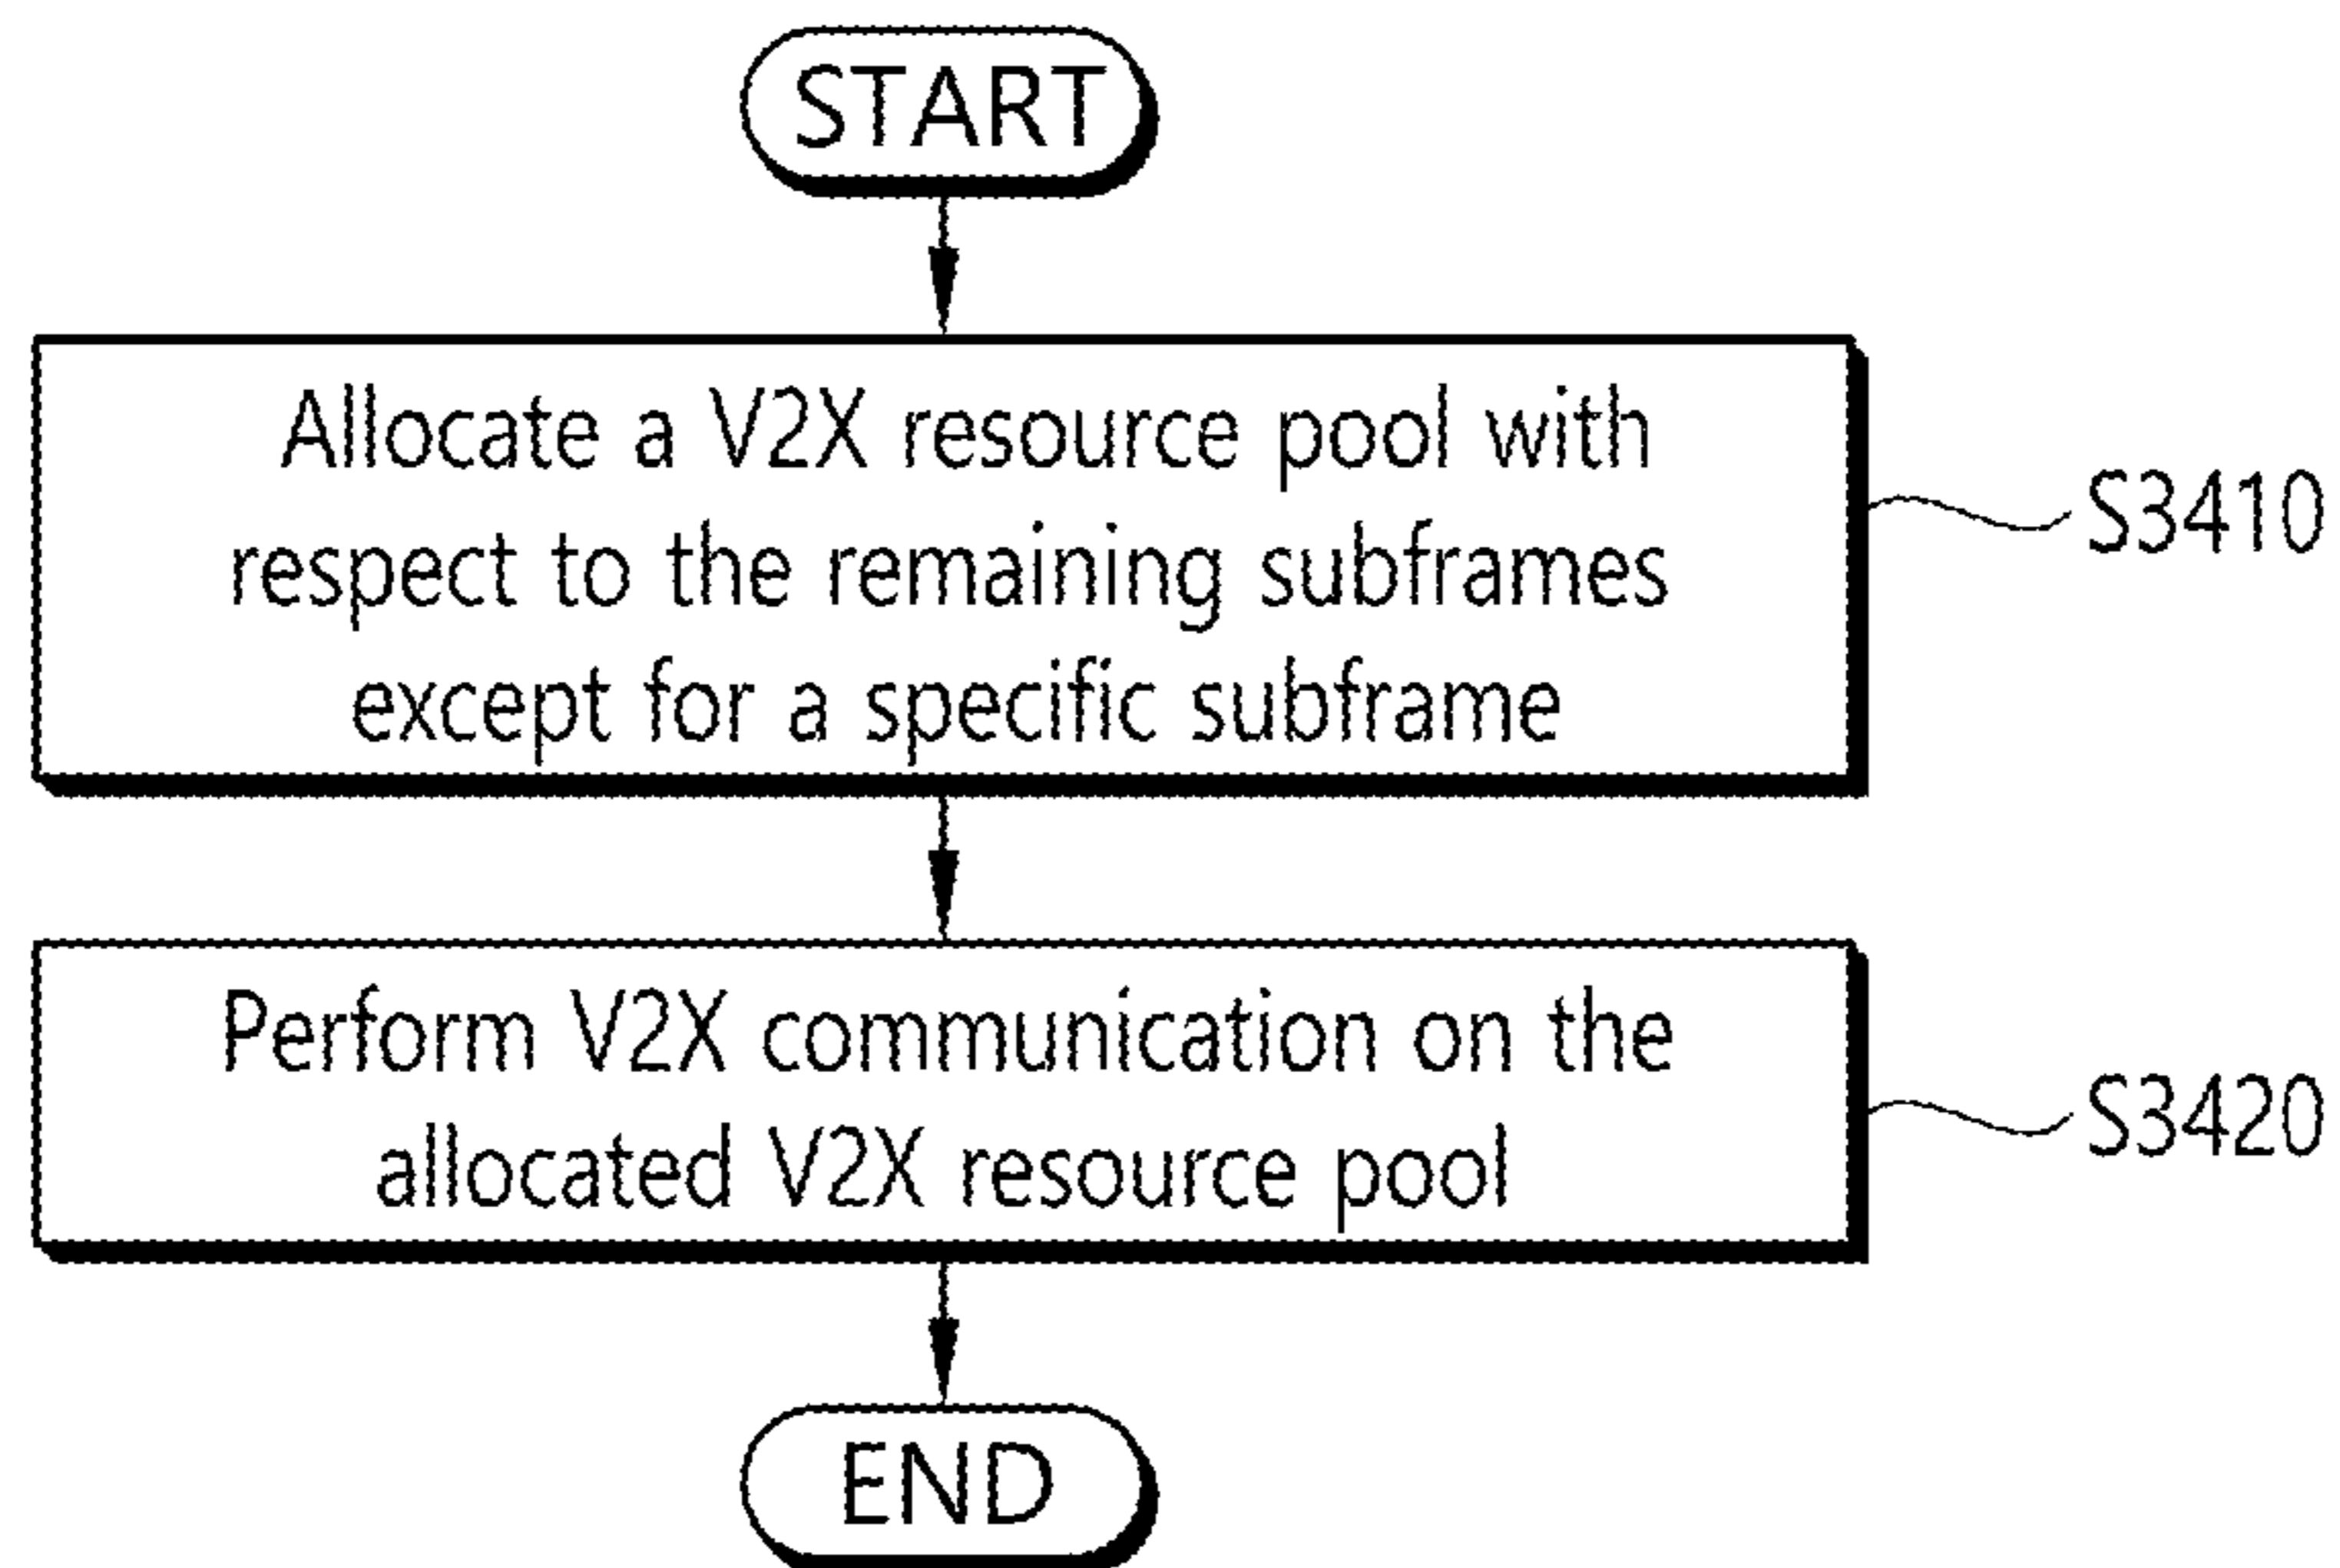 START
Allocate a V2X resource pool with
respect to the remaining subframes
except for a specific subframe
S3410
Perform V2X communication on the
allocated V2X resource pool
S3420
END